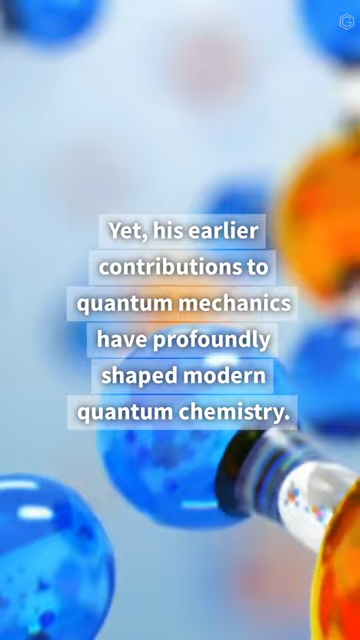 Yet, his earlier
contributions to
quantum mechanics
have profoundly
shaped modern
quantum chemistry.